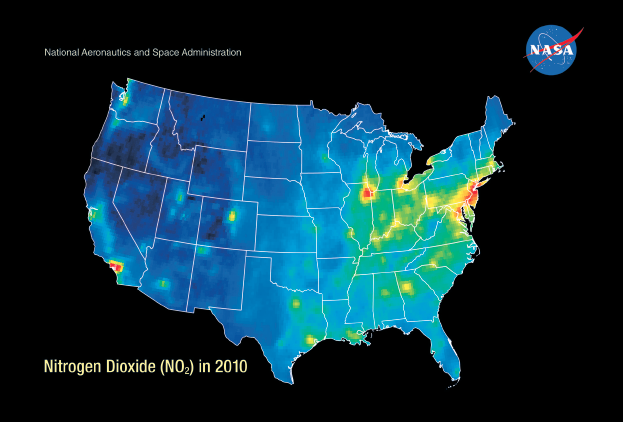 National Aeronautics and Space Administration
NASA
Nitrogen Dioxide (NO₂) in 2010